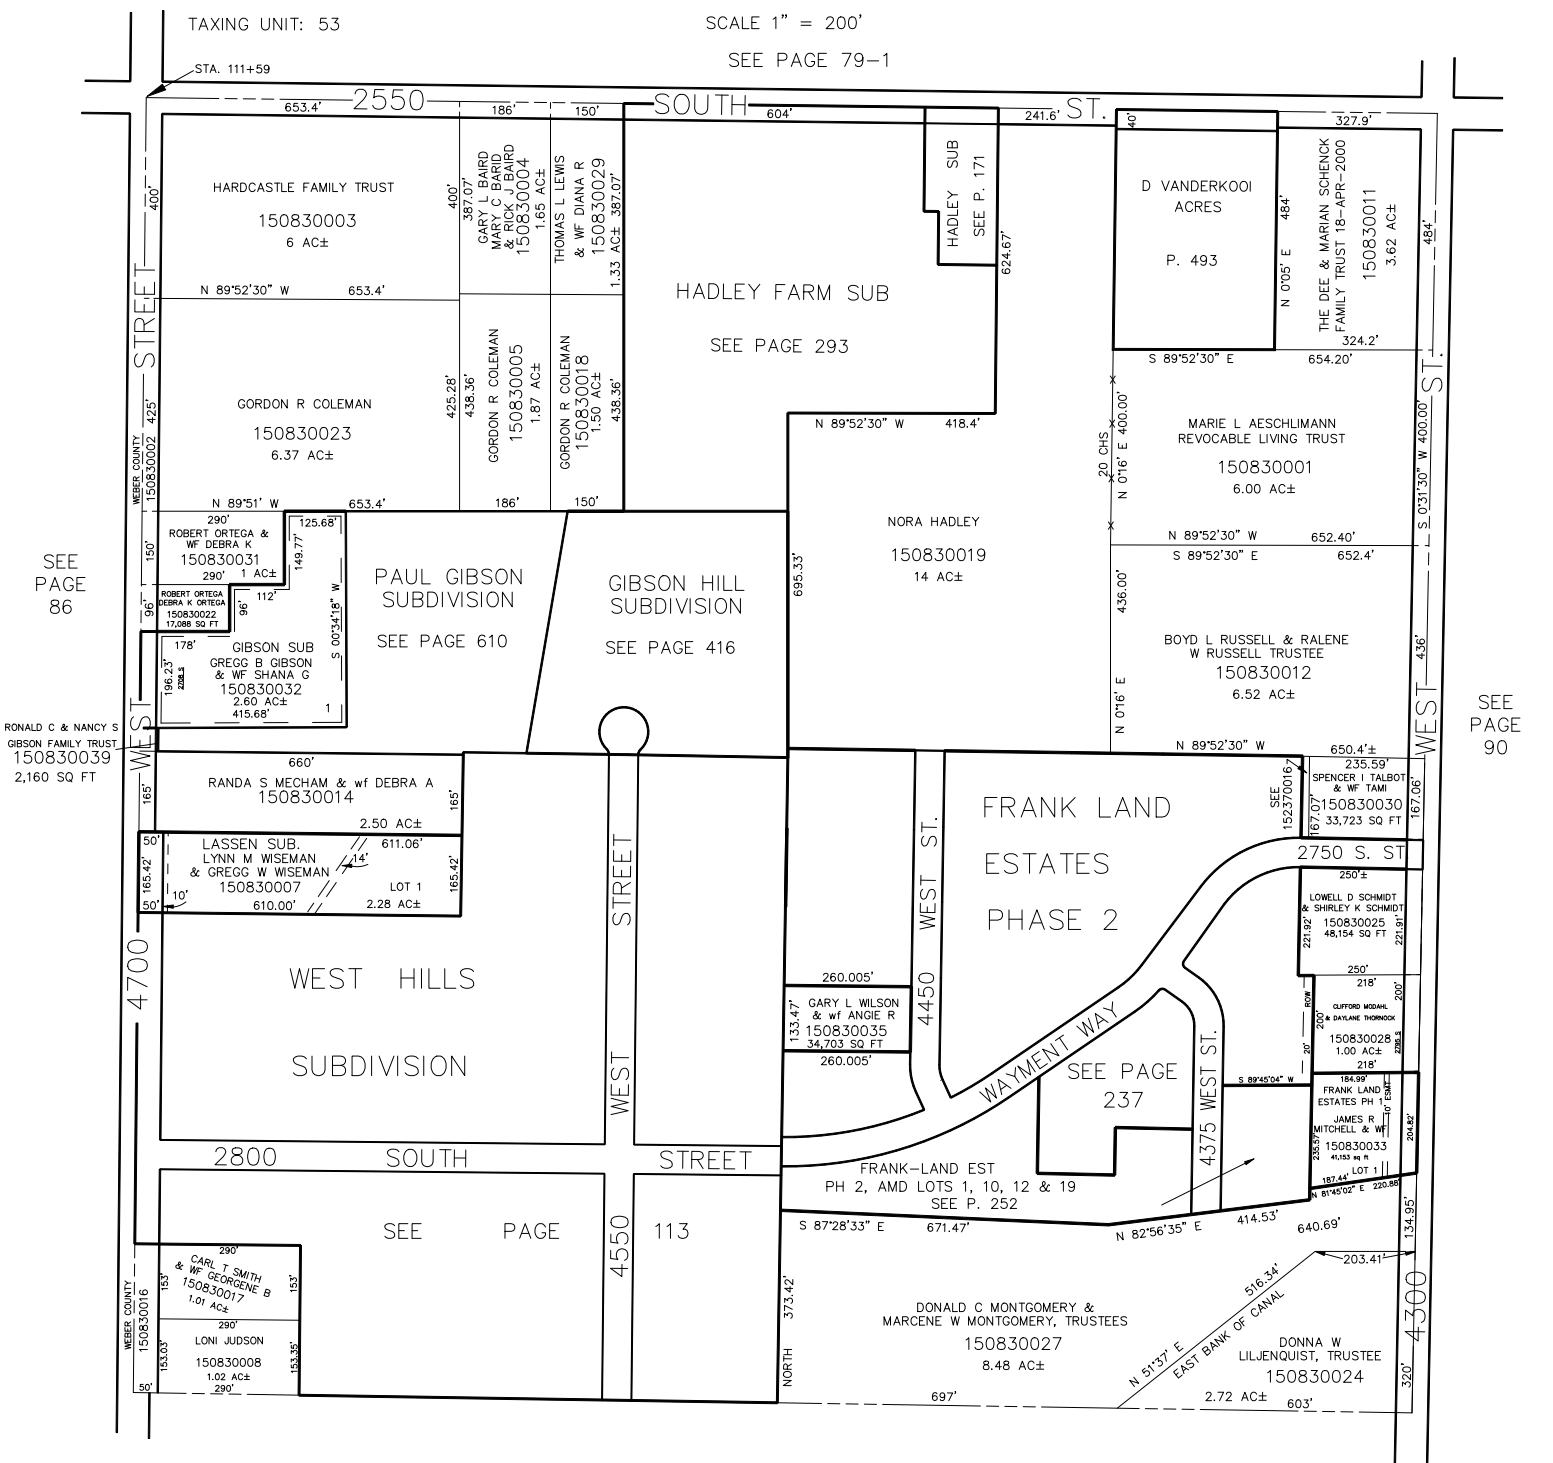 TAXING UNIT: 53
SCALE 1" = 200'
SEE PAGE 79-1
STA. 111+59
2550 SOUTH ST.
653.4'
186'
150'
604'
241.6'
40'
327.9'
400'
HARDCASTLE FAMILY TRUST
150830003
6 AC±
N 89°52'30" W 653.4'
400'
387.07'
GARY L BAIRD
MARY C BARID
& RICK J BAIRD
150830004
1.65 AC±
THOMAS L LEWIS
& WF DIANA R
150830029
1.33 AC± 387.07'
HADLEY SUB
SEE P. 171
624.67'
HADLEY FARM SUB
SEE PAGE 293
N 89°52'30" W 418.4'
D VANDERKOOI
ACRES
P. 493
N 0°05' E 484'
THE DEE & MARIAN SCHENCK
FAMILY TRUST 18-APR-2000
150830011
3.62 AC±
484'
324.2'
S 89°52'30" E 654.20'
STREET
425'
WEBER COUNTY
150830002
GORDON R COLEMAN
150830023
6.37 AC±
425.28'
438.36'
GORDON R COLEMAN
150830005
1.87 AC±
GORDON R COLEMAN
150830018
1.50 AC±
438.36'
N 89°51' W 653.4'
186'
150'
20 CHS
N 0°16' E 400.00'
MARIE L AESCHLIMANN
REVOCABLE LIVING TRUST
150830001
6.00 AC±
S 0°31'30" W 400.00'
ST.
N 89°52'30" W 652.40'
S 89°52'30" E 652.4'
NORA HADLEY
150830019
14 AC±
695.33'
436.00'
N 0°16' E
BOYD L RUSSELL & RALENE
W RUSSELL TRUSTEE
150830012
6.52 AC±
436'
WEST
N 89°52'30" W 650.4'±
SEE
PAGE
86
SEE
PAGE
90
290'
ROBERT ORTEGA &
WF DEBRA K
150830031
290' 1 AC±
150'
125.68'
149.77'
112'
96'
96'
ROBERT ORTEGA
DEBRA K ORTEGA
150830022
17,088 SQ FT
178'
196.23'
2708 S
GIBSON SUB
GREGG B GIBSON
& WF SHANA G
150830032
2.60 AC±
415.68'
1
S 00°34'18" W
PAUL GIBSON
SUBDIVISION
SEE PAGE 610
GIBSON HILL
SUBDIVISION
SEE PAGE 416
RONALD C & NANCY S
GIBSON FAMILY TRUST
150830039
2,160 SQ FT
WEST
660'
RANDA S MECHAM & wf DEBRA A
150830014
2.50 AC±
165'
165'
50'
165.42'
50'
10'
LASSEN SUB.
LYNN M WISEMAN
& GREGG W WISEMAN
150830007
610.00'
611.06'
14'
LOT 1
2.28 AC±
165.42'
4700
WEST HILLS
SUBDIVISION
STREET
WEST
4550
2800 SOUTH STREET
SEE PAGE 113
FRANK LAND
ESTATES
PHASE 2
4450 WEST ST.
260.005'
133.47'
GARY L WILSON
& wf ANGIE R
150830035
34,703 SQ FT
260.005'
WAYMENT WAY
SEE PAGE
237
4375 WEST ST.
SEE
152370016
235.59'
SPENCER I TALBOT
& WF TAMI
150830030
33,723 SQ FT
167.07'
167.06'
2750 S. ST
250'±
LOWELL D SCHMIDT
& SHIRLEY K SCHMIDT
150830025
48,154 SQ FT
221.92'
221.91'
250'
218'
ROW
20'
200'
200'
CLIFFORD MODAHL
& DAYLANE THORNOCK
150830028
1.00 AC±
2795 S
218'
S 89°45'04" W
184.99'
FRANK LAND
ESTATES PH 1
10' ESMT
JAMES R
MITCHELL & WF
150830033
41,153 sq ft
LOT 1
235.57'
204.82'
187.44'
N 81°45'02" E 220.88'
FRANK-LAND EST
PH 2, AMD LOTS 1, 10, 12 & 19
SEE P. 252
S 87°28'33" E 671.47'
N 82°56'35" E 414.53'
640.69'
134.95'
203.41'
290'
153'
CARL T SMITH
& WF GEORGENE B
150830017
1.01 AC±
153'
WEBER COUNTY
150830016
290'
153.03'
LONI JUDSON
150830008
1.02 AC±
153.35'
50'
290'
NORTH 373.42'
DONALD C MONTGOMERY &
MARCENE W MONTGOMERY, TRUSTEES
150830027
8.48 AC±
697'
516.34'
N 51°37' E
EAST BANK OF CANAL
DONNA W
LILJENQUIST, TRUSTEE
150830024
2.72 AC±
603'
320'
4300